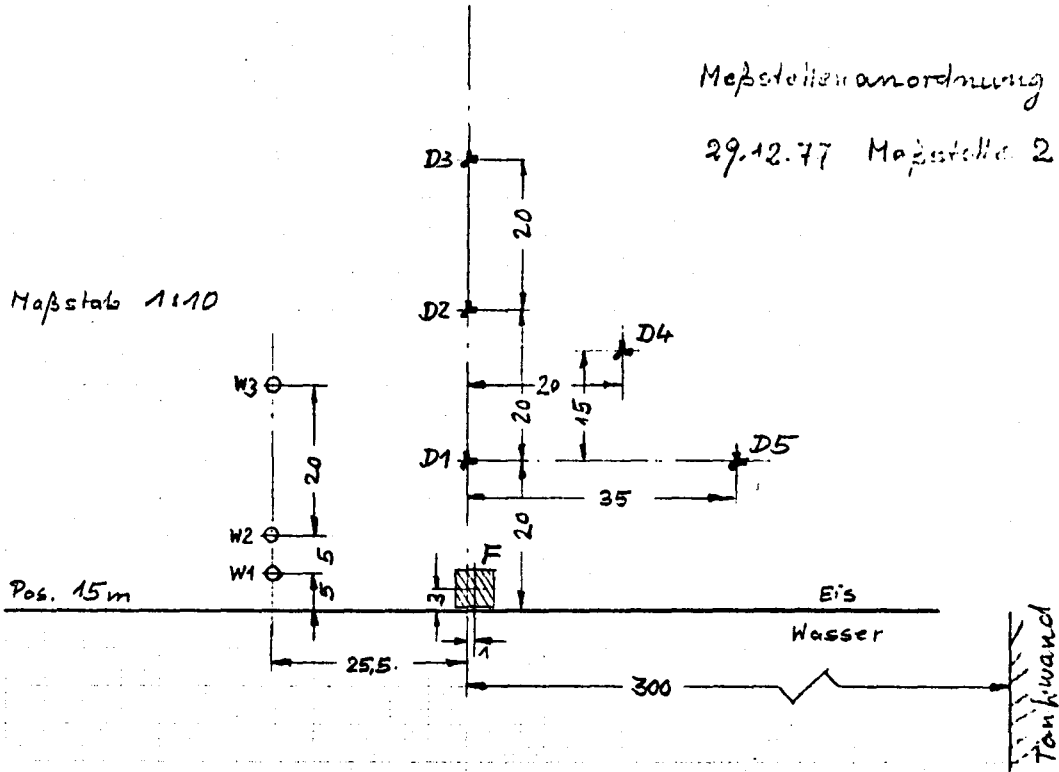 Meßstellenanordnung
29.12.77 Meßstelle 2
D3
20
Maßstab 1:10
D2
D4
W3
20
20
15
D1
D5
20
35
W2
20
5
π
W1
5
3
Pos. 15m
Eis
Wasser
1
25,5.
300
Tankwand